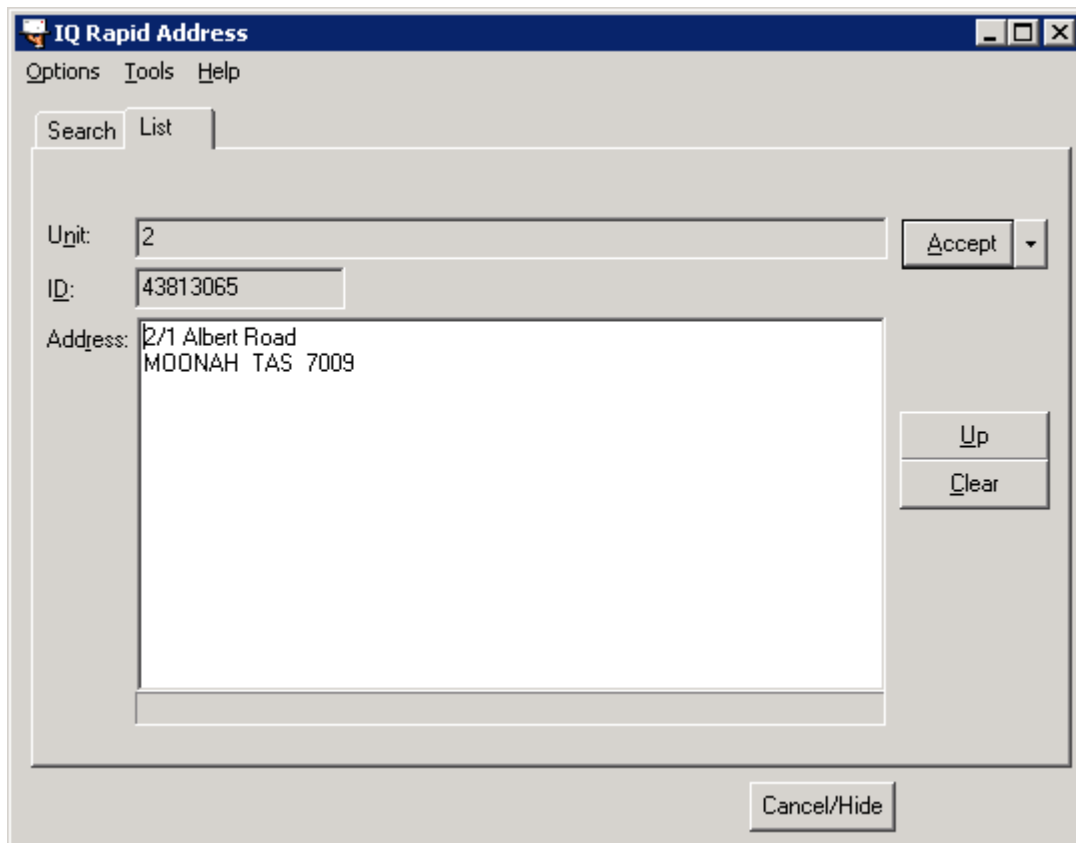 IQ Rapid Address
Options Tools Help
Search List
Unit: 2
Accept
ID: 43813065
Address: 2/1 Albert Road
MOONAH TAS 7009
Up
Clear
Cancel/Hide